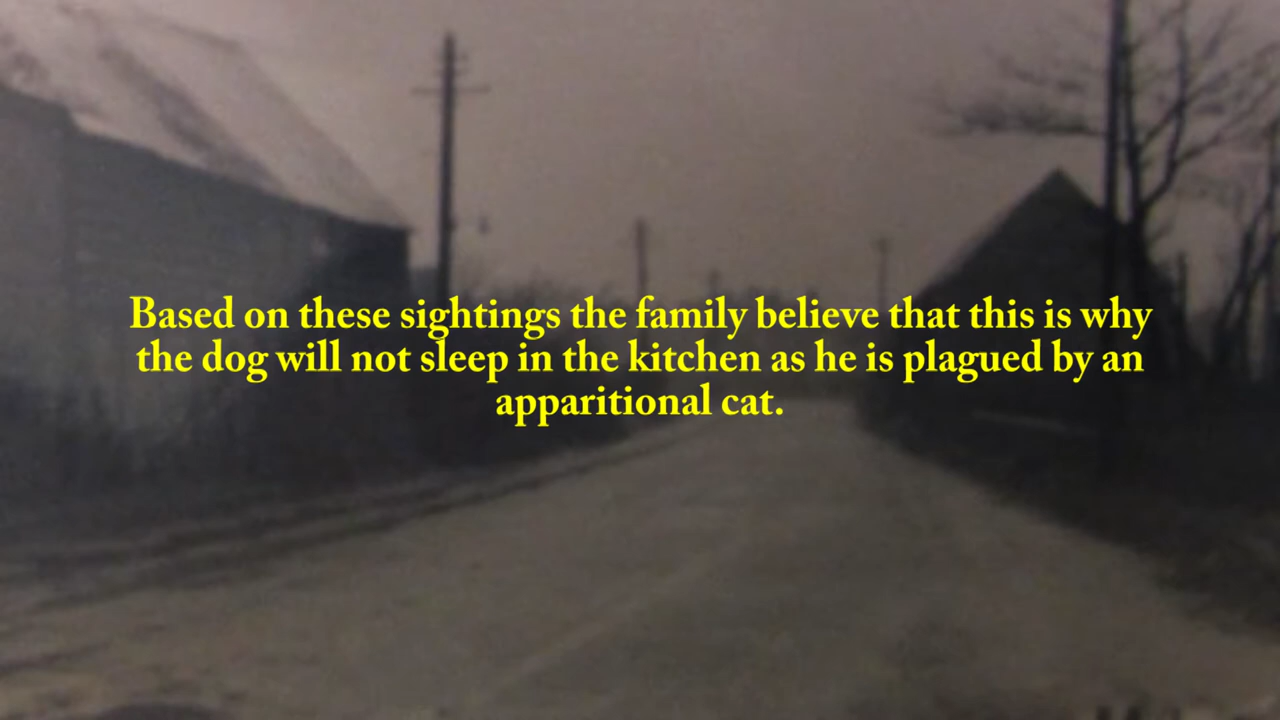 Based on these sightings the family believe that this is why
the dog will not sleep in the kitchen as he is plagued by an
apparitional cat.